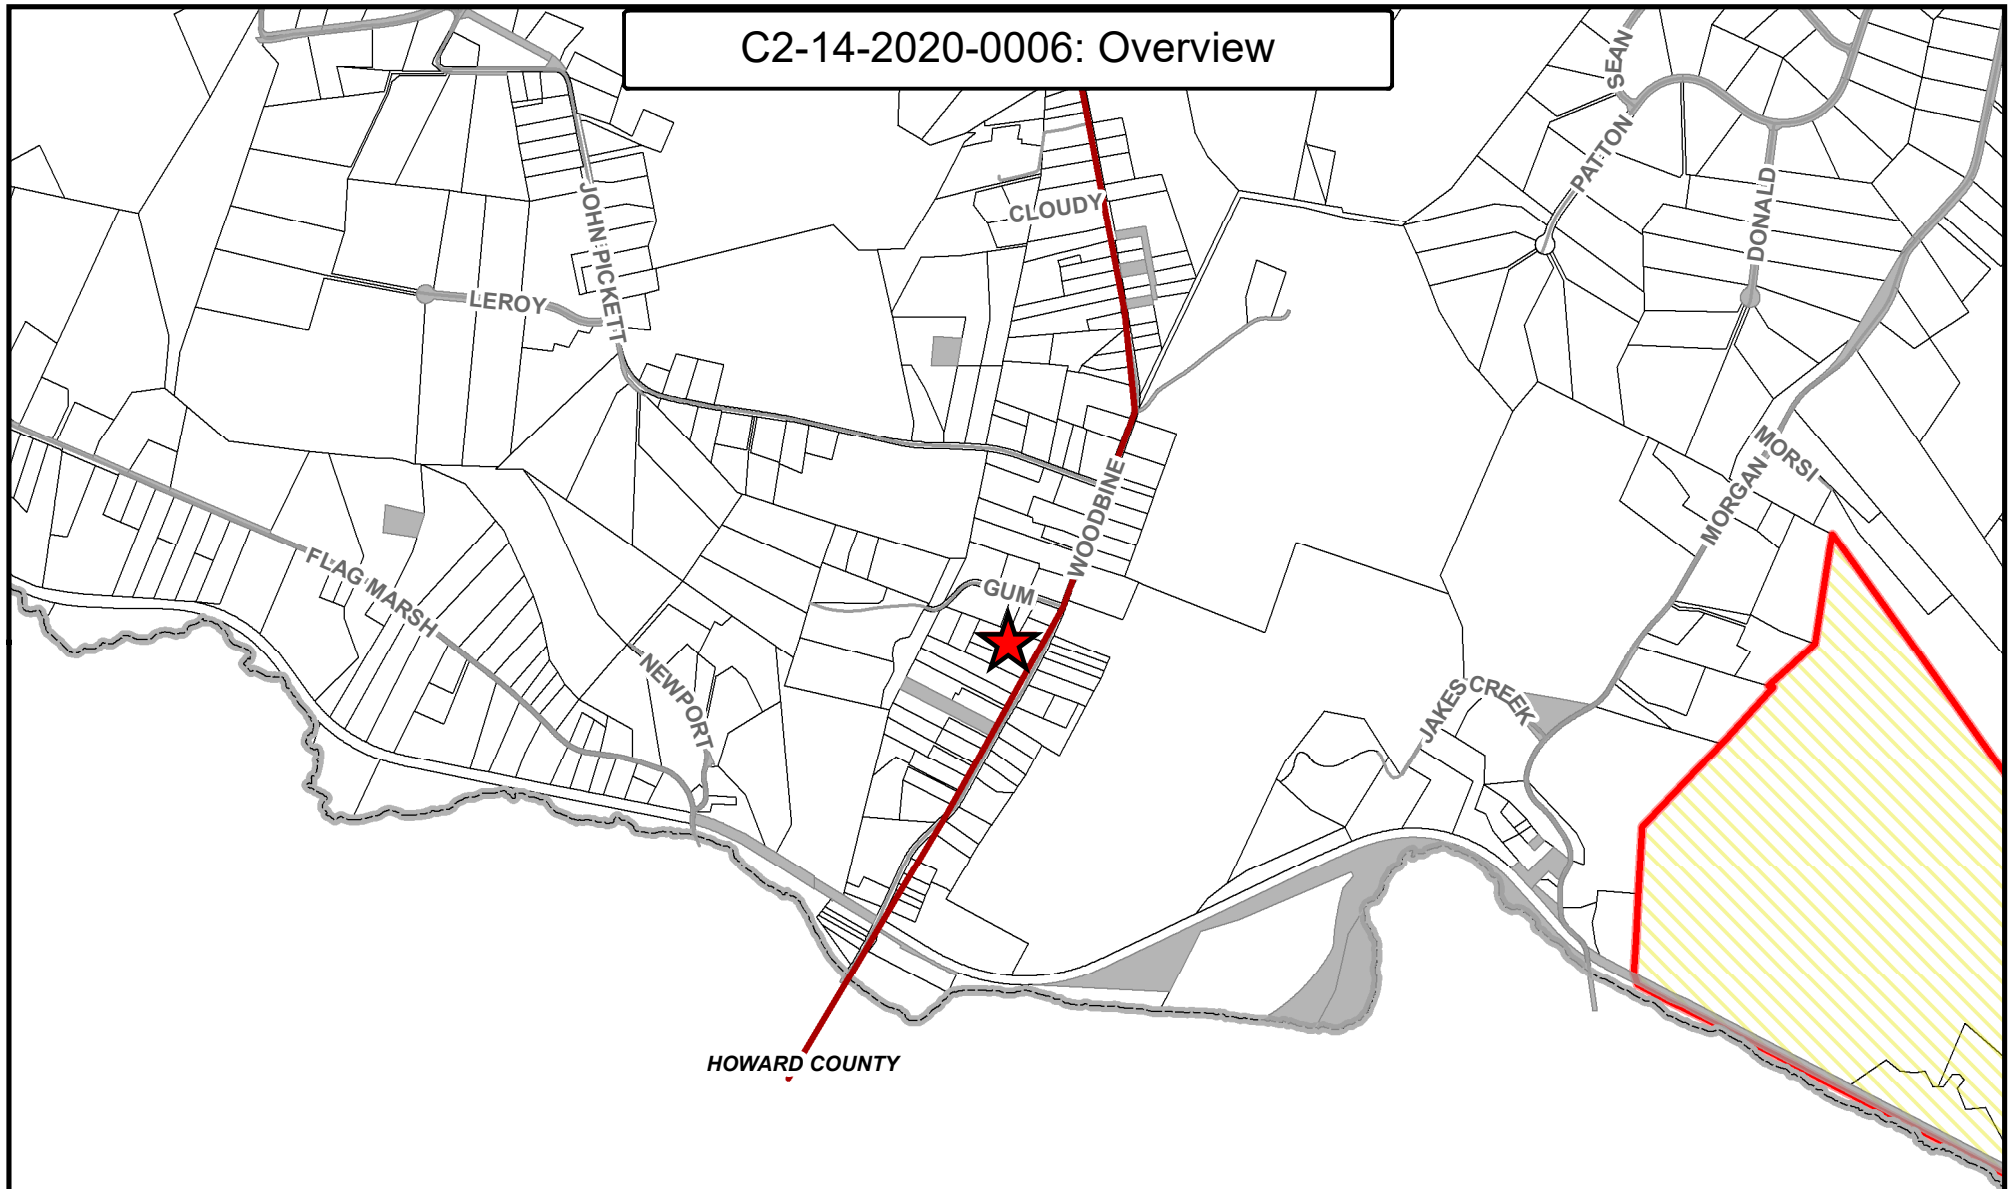 C2-14-2020-0006: Overview
SEAN
PATTON
DONALD
CLOUDY
JOHN PICKETT
LEROY
WOODBINE
MORSI
MORGAN
FLAG MARSH
GUM
NEWPORT
JAKES CREEK
HOWARD COUNTY